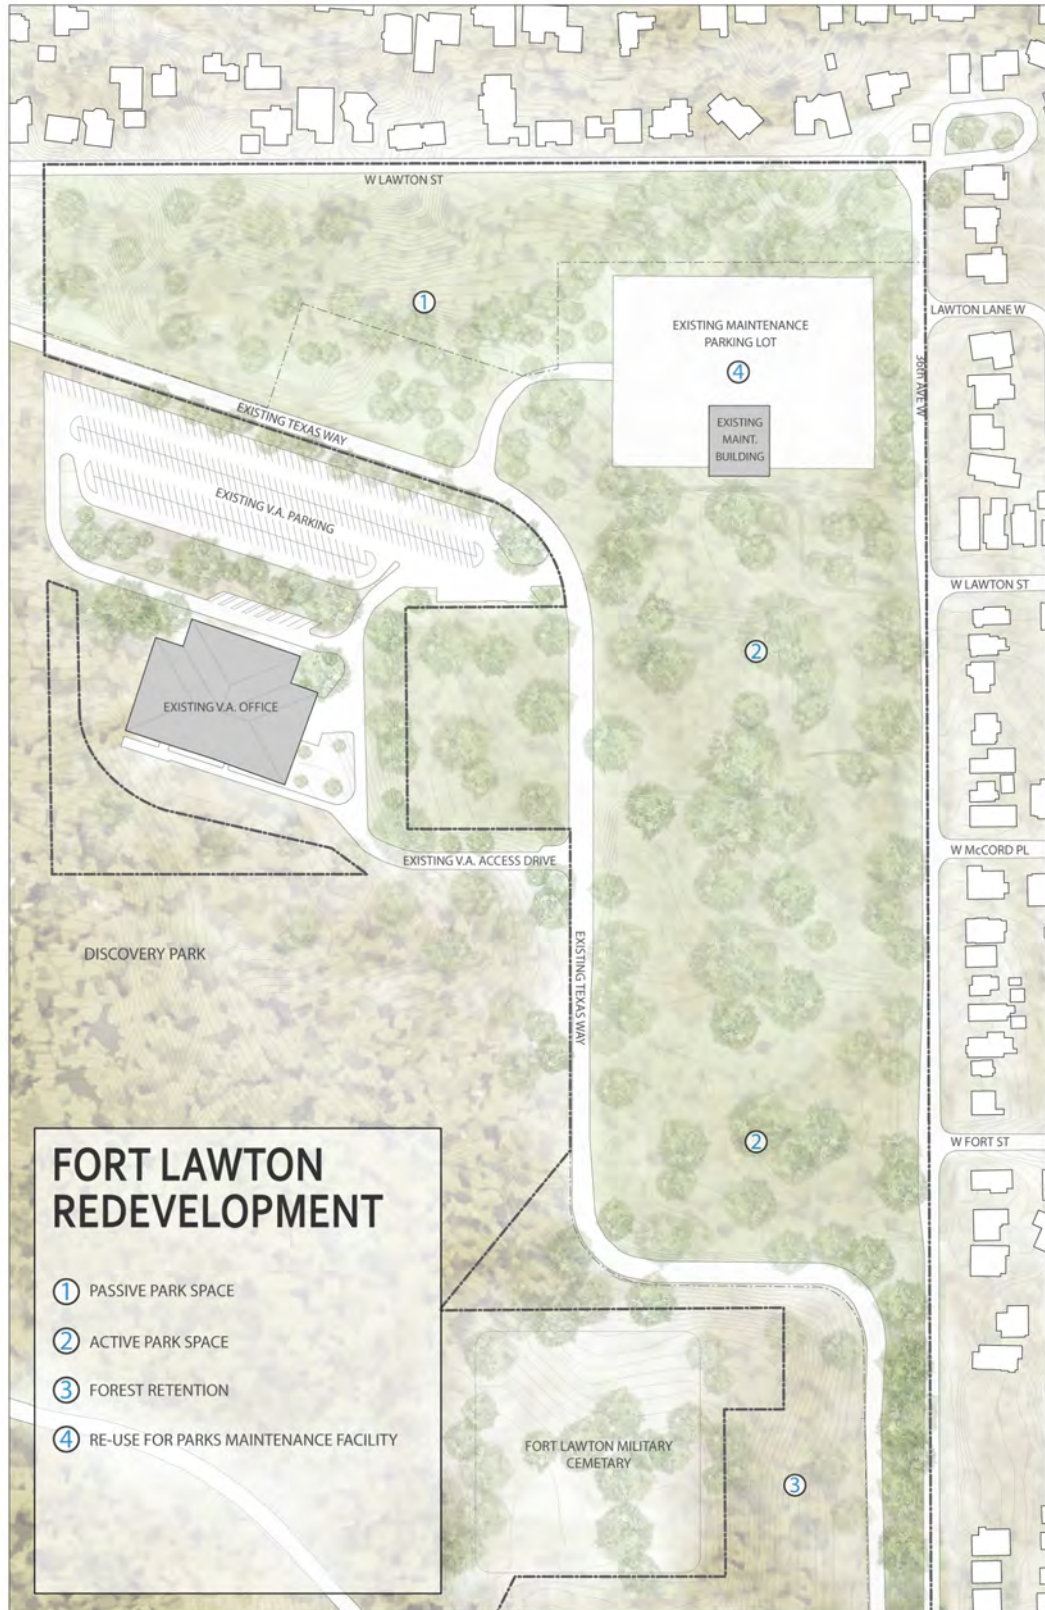 W LAWTON ST
1
LAWTON LANE W
EXISTING MAINTENANCE
PARKING LOT
4
36th AVE W
EXISTING TEXAS WAY
EXISTING
MAINT.
BUILDING
EXISTING V.A. PARKING
W LAWTON ST
2
EXISTING V.A. OFFICE
W McCORD PL
EXISTING V.A. ACCESS DRIVE
DISCOVERY PARK
EXISTING TEXAS WAY
2
W FORT ST
FORT LAWTON
REDEVELOPMENT
1 PASSIVE PARK SPACE
2 ACTIVE PARK SPACE
3 FOREST RETENTION
4 RE-USE FOR PARKS MAINTENANCE FACILITY
FORT LAWTON MILITARY
CEMETARY
3